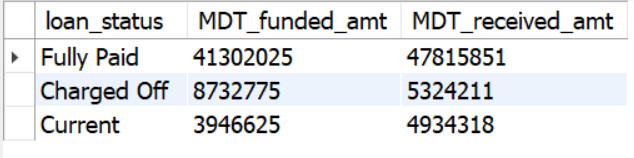 loan_status MDT_funded_amt MDT_received_amt
Fully Paid 41302025 47815851
Charged Off 8732775 5324211
Current 3946625 4934318